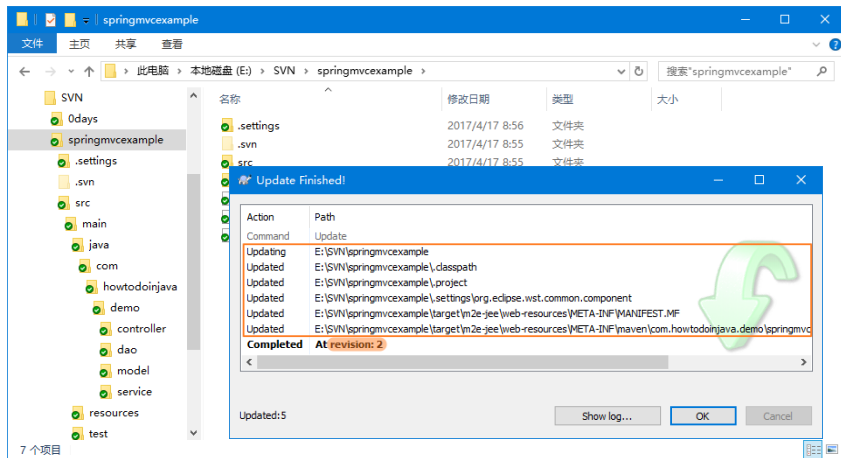 springmvcexample
文件 主页 共享 查看
此电脑 › 本地磁盘 (E:) › SVN › springmvcexample ›
搜索"springmvcexample"
SVN
0days
springmvcexample
.settings
.svn
src
main
java
com
howtodoinjava
demo
controller
dao
model
service
resources
test
名称 修改日期 类型 大小
.settings 2017/4/17 8:56 文件夹
.svn 2017/4/17 8:55 文件夹
src 2017/4/17 8:55 文件夹
Update Finished!
Action Path
Command Update
Updating E:\SVN\springmvcexample
Updated E:\SVN\springmvcexample\.classpath
Updated E:\SVN\springmvcexample\.project
Updated E:\SVN\springmvcexample\.settings\org.eclipse.wst.common.component
Updated E:\SVN\springmvcexample\target\m2e-jee\web-resources\META-INF\MANIFEST.MF
Updated E:\SVN\springmvcexample\target\m2e-jee\web-resources\META-INF\maven\com.howtodoinjava.demo\springmvc
Completed At revision: 2
Updated:5
Show log... OK Cancel
7 个项目